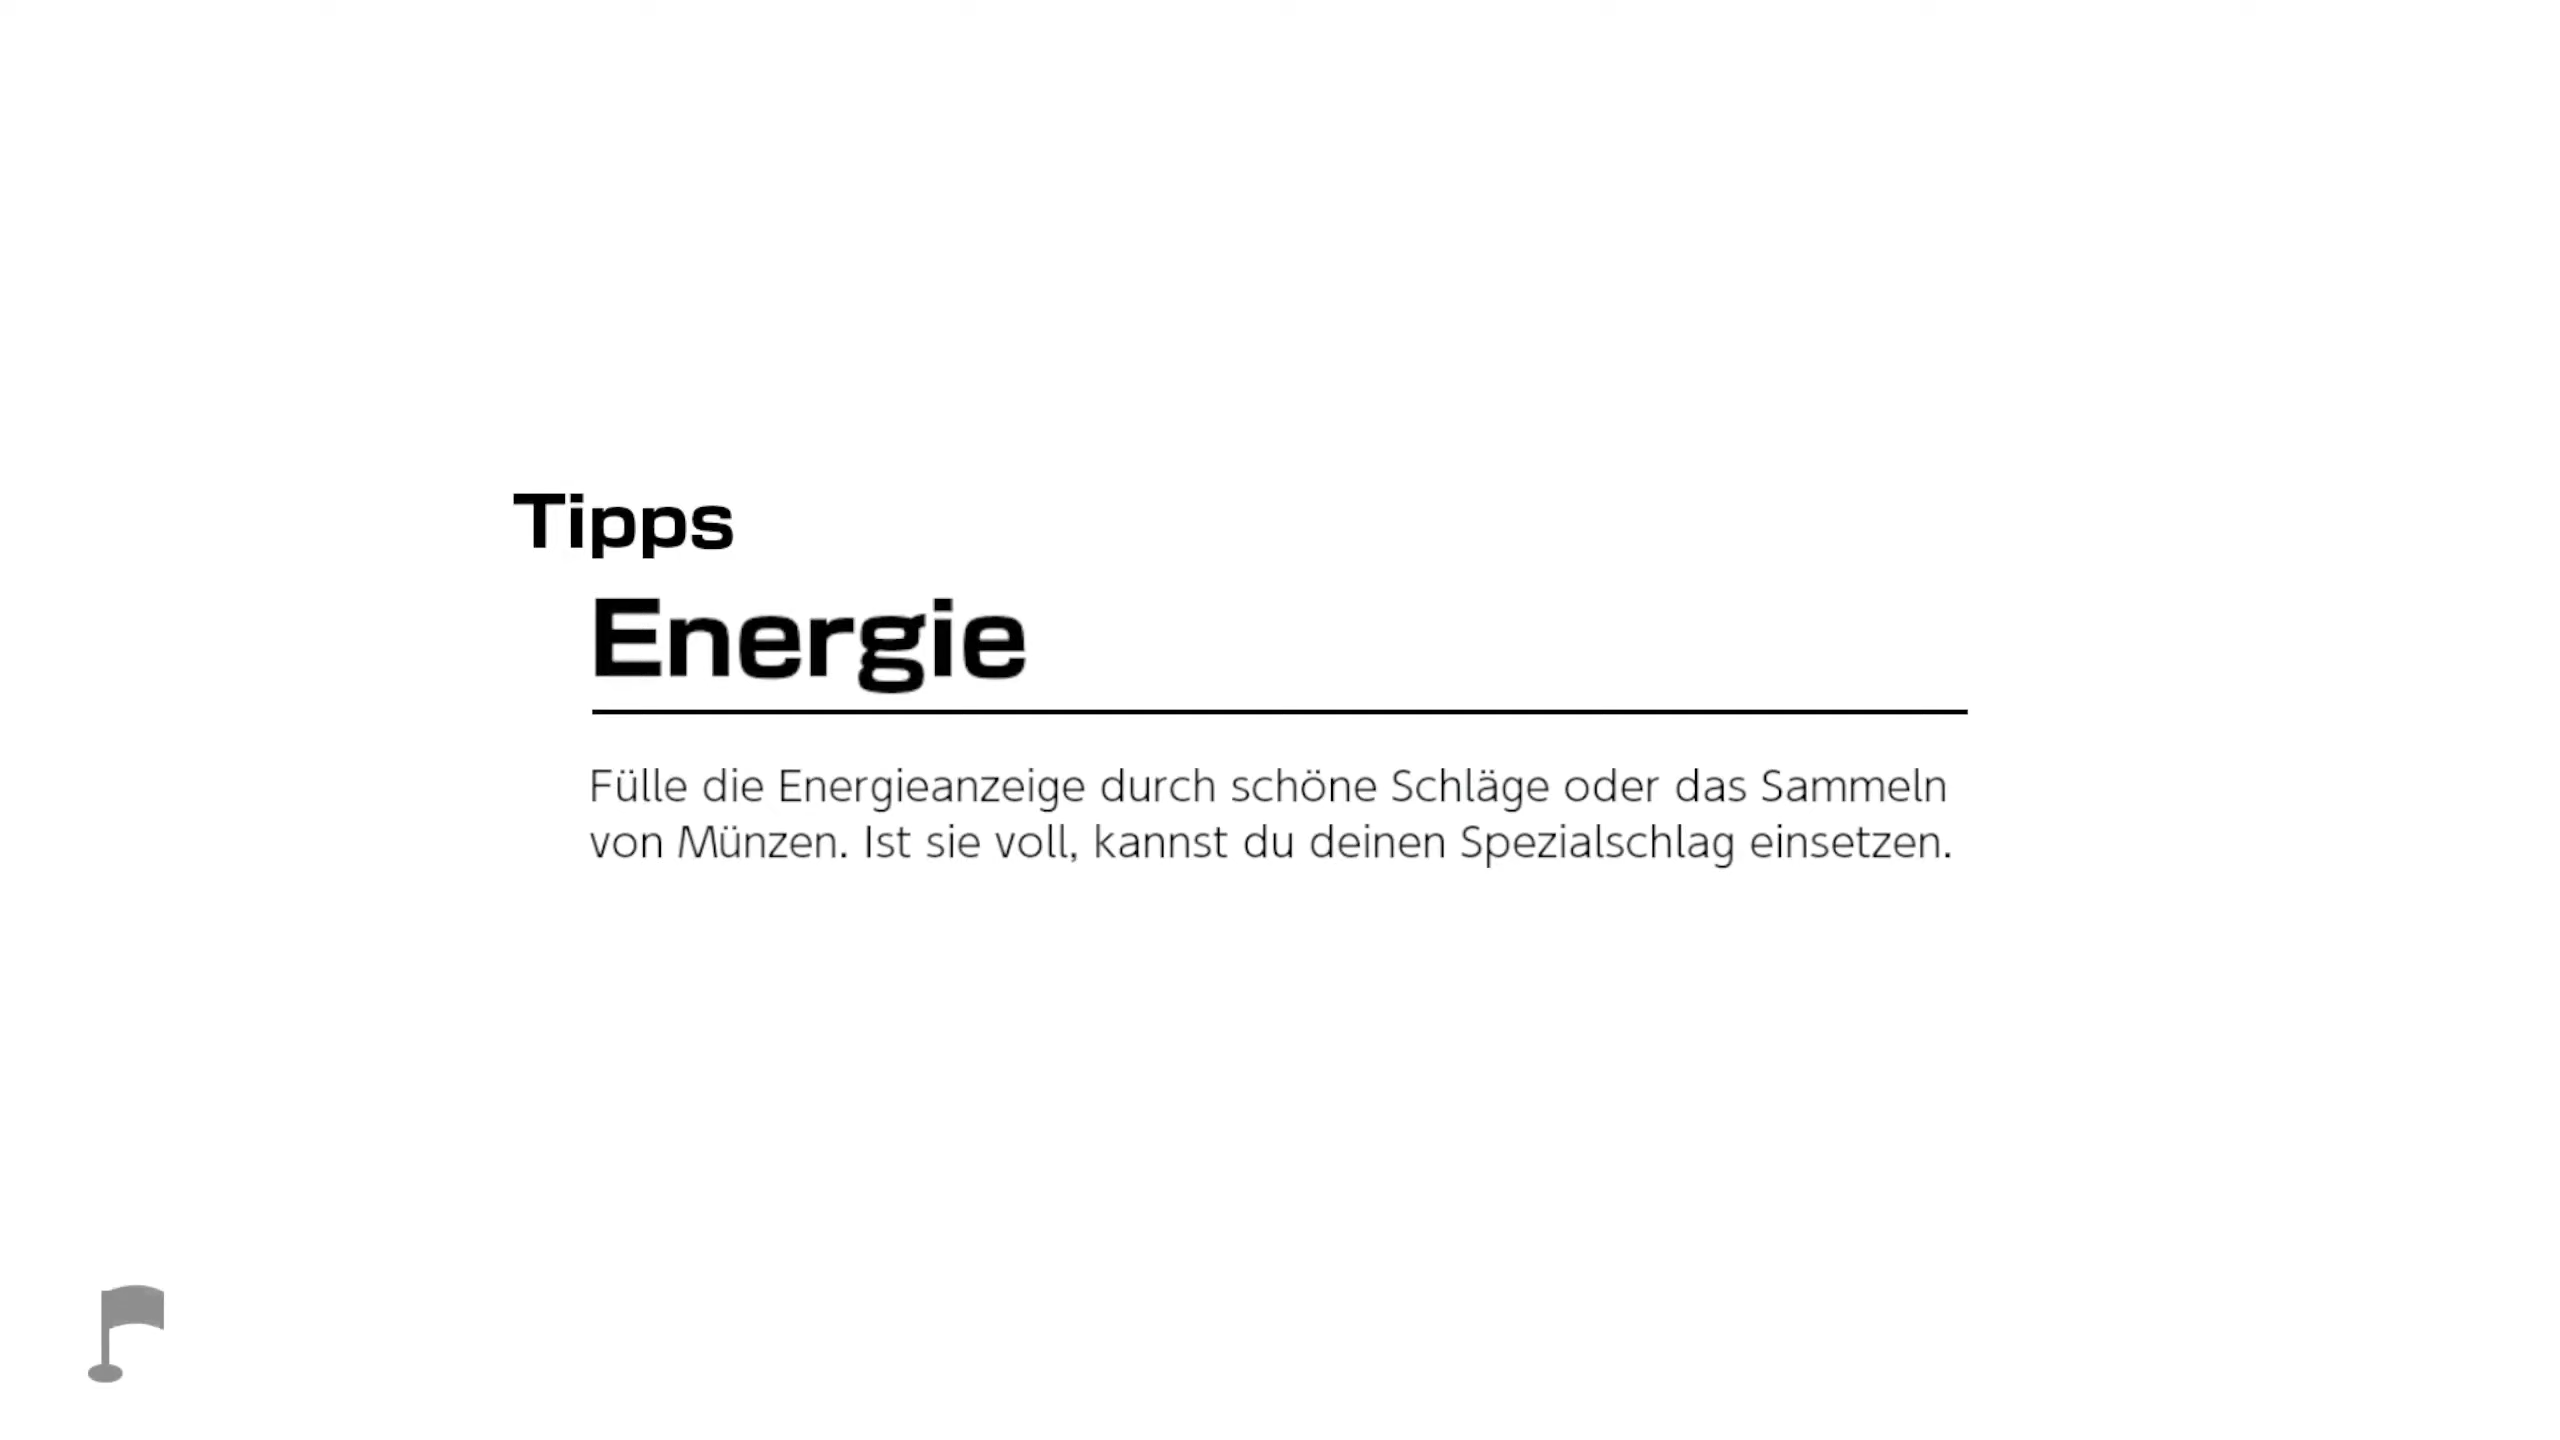 Tipps
Energie
Fülle die Energieanzeige durch schöne Schläge oder das Sammeln
von Münzen. Ist sie voll, kannst du deinen Spezialschlag einsetzen.